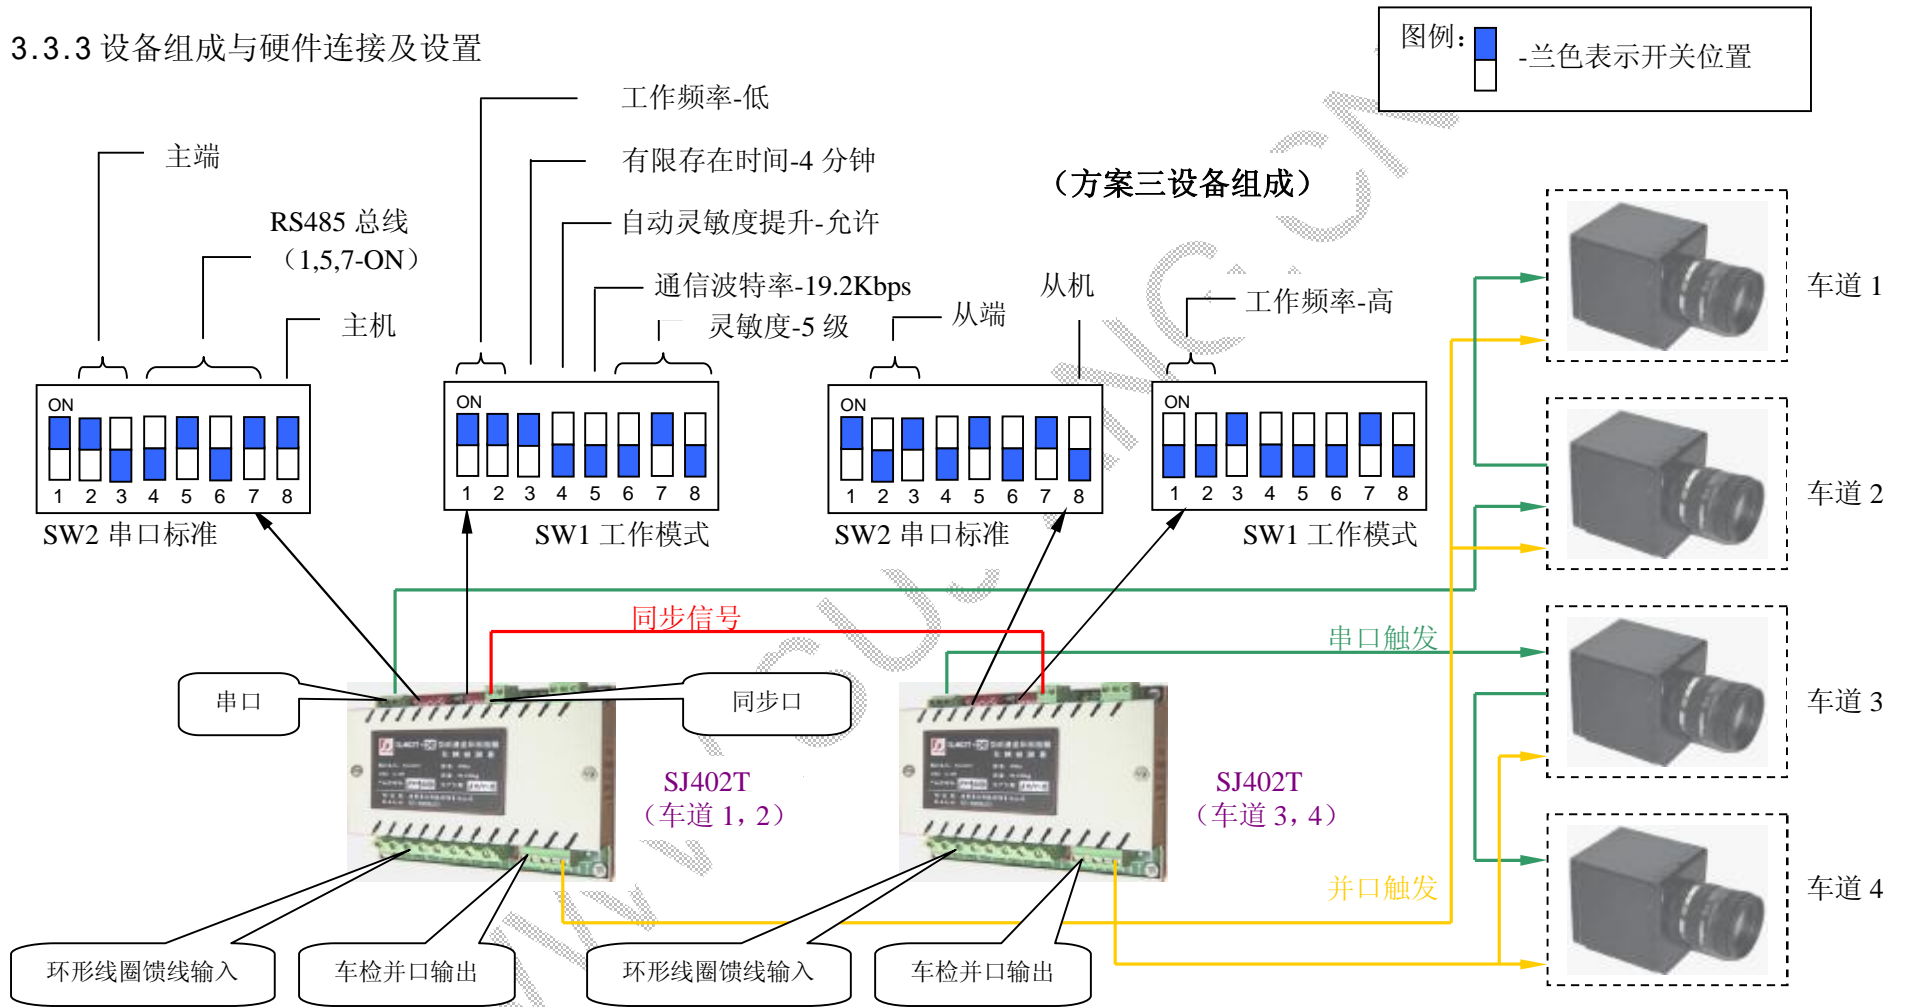 3.3.3 设备组成与硬件连接及设置
图例:
-兰色表示开关位置
工作频率-低
主端
有限存在时间-4 分钟
（方案三设备组成）
RS485 总线
（1,5,7-ON）
自动灵敏度提升-允许
通信波特率-19.2Kbps
灵敏度-5 级
主机
从机
从端
工作频率-高
车道 1
ON
1 2 3 4 5 6 7 8
SW2 串口标准
ON
1 2 3 4 5 6 7 8
SW1 工作模式
ON
1 2 3 4 5 6 7 8
SW2 串口标准
ON
1 2 3 4 5 6 7 8
SW1 工作模式
车道 2
同步信号
串口触发
串口
同步口
车道 3
SJ402T
（车道 1，2）
SJ402T
（车道 3，4）
并口触发
车道 4
环形线圈馈线输入
车检并口输出
环形线圈馈线输入
车检并口输出